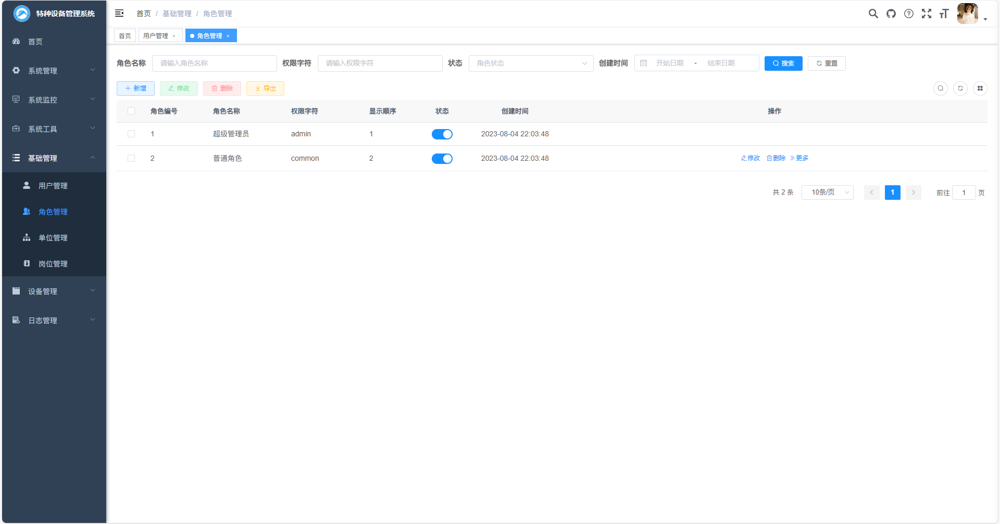 特种设备管理系统
首页
系统管理
系统监控
系统工具
基础管理
用户管理
角色管理
单位管理
岗位管理
设备管理
日志管理
首页 / 基础管理 / 角色管理
首页 用户管理 × 角色管理 ×
角色名称 请输入角色名称 权限字符 请输入权限字符 状态 角色状态 创建时间 开始日期 - 结束日期 搜索 重置
新增 修改 删除 导出
角色编号 角色名称 权限字符 显示顺序 状态 创建时间 操作
1 超级管理员 admin 1 2023-08-04 22:03:48
2 普通角色 common 2 2023-08-04 22:03:48 修改 删除 更多
共 2 条 10条/页 1 前往 1 页